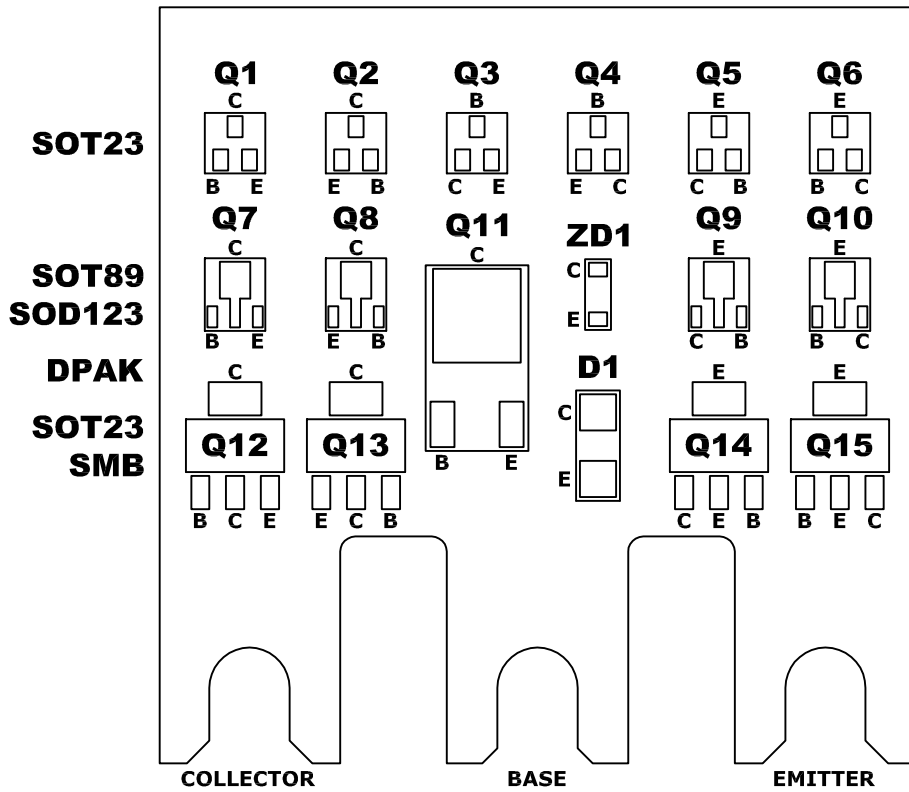 Q1 Q2 Q3 Q4 Q5 Q6
C C B B E E
SOT23
B E E B C E E C C B B C
Q7 Q8 Q11 ZD1 Q9 Q10
C C C E E
SOT89 C
SOD123 E
B E E B C B B C
DPAK D1
C C E E
SOT23 C
Q12 Q13 Q14 Q15
SMB B E E
B C E E C B C E B B E C
COLLECTOR BASE EMITTER